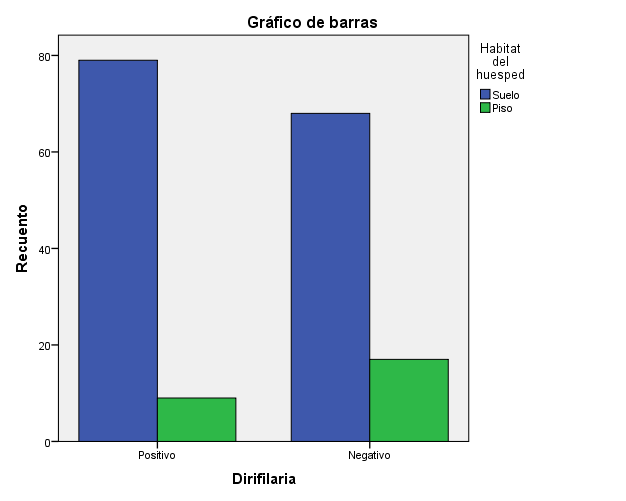 Gráfico de barras
Habitat
del
huesped
Suelo
Piso
Recuento
80
60
40
20
0
Positivo
Negativo
Dirifilaria